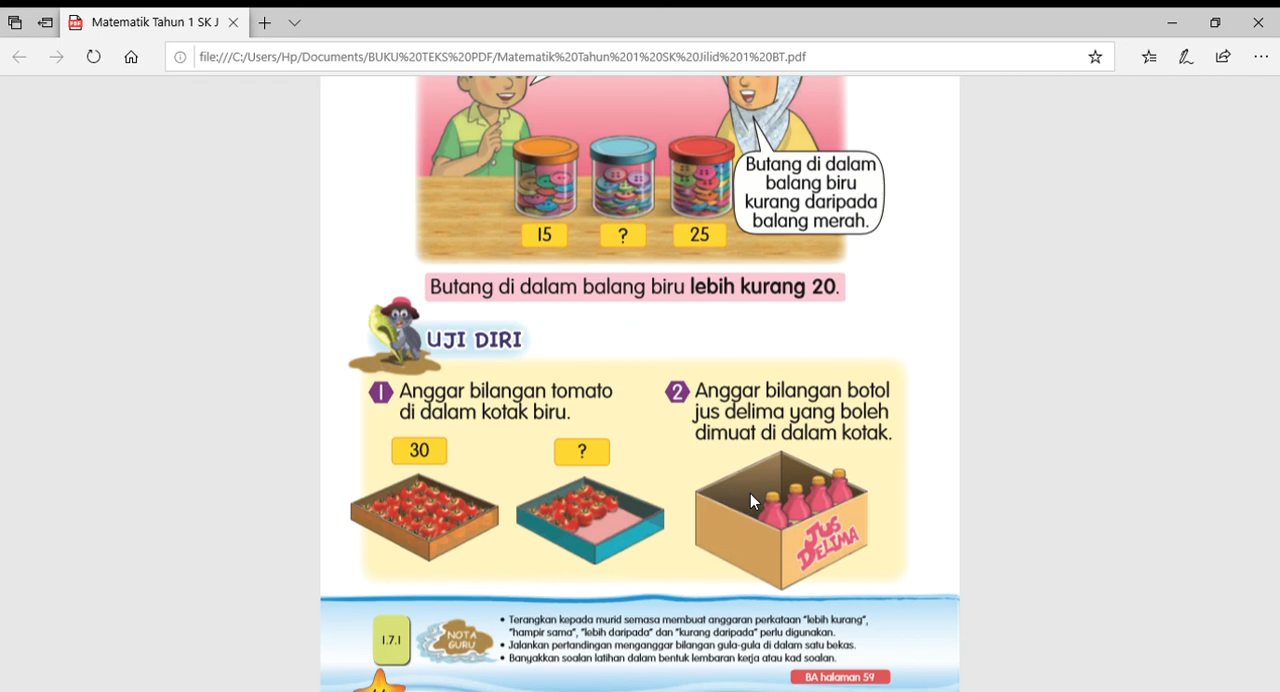 Matematik Tahun 1 SK J
file:///C:/Users/Hp/Documents/BUKU%20TEKS%20PDF/Matematik%20Tahun%201%20SK%20Jilid%201%20BT.pdf
Butang di dalam
balang biru
kurang daripada
balang merah.
15
?
25
Butang di dalam balang biru lebih kurang 20.
UJI DIRI
1 Anggar bilangan tomato
di dalam kotak biru.
30
?
2 Anggar bilangan botol
jus delima yang boleh
dimuat di dalam kotak.
JUS
DELIMA
1.7.1
NOTA
GURU
• Terangkan kepada murid semasa membuat anggaran perkataan "lebih kurang",
"hampir sama", "lebih daripada" dan "kurang daripada" perlu digunakan.
• Jalankan pertandingan menganggar bilangan gula-gula di dalam satu bekas.
• Banyakkan soalan latihan dalam bentuk lembaran kerja atau kad soalan.
BA halaman 59